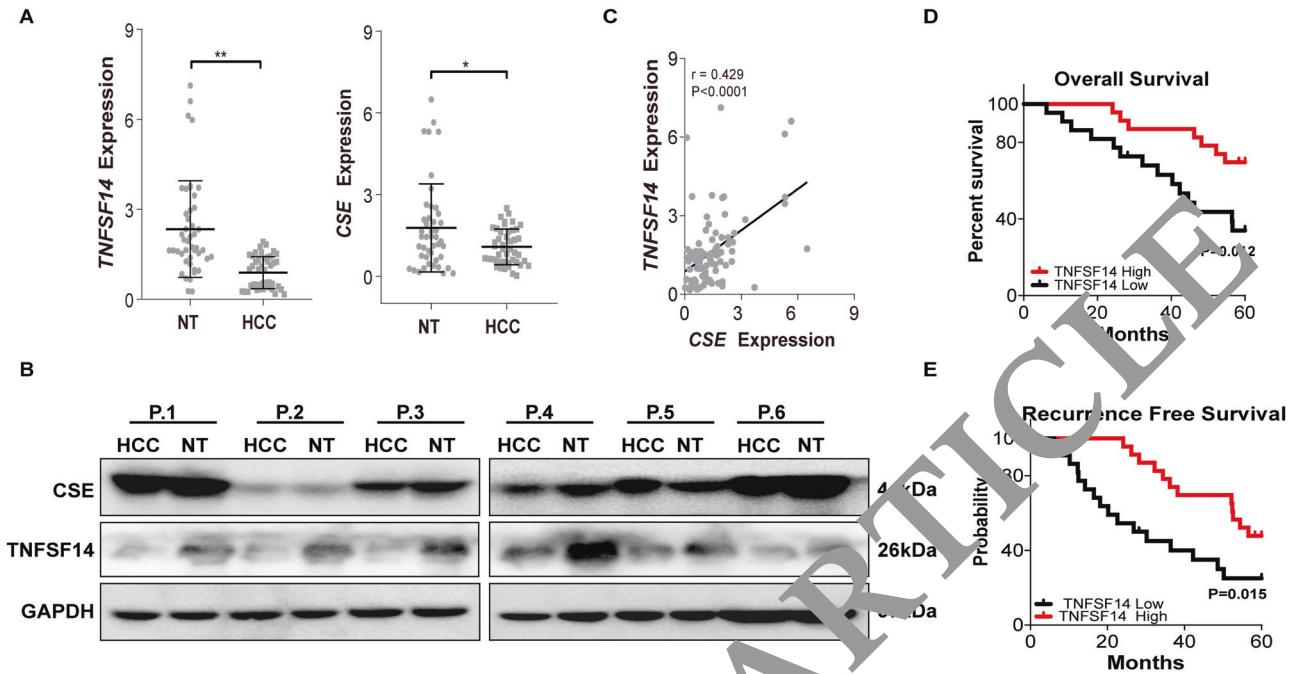 A
TNFSF14 Expression
9
6
3
0
**
NT
HCC
CSE Expression
9
6
3
0
*
NT
HCC
C
TNFSF14 Expression
9
6
3
0
r = 0.429
P<0.0001
0
3
6
9
CSE Expression
D
Overall Survival
Percent survival
100
80
40
0
TNFSF14 High
TNFSF14 Low
0
20
40
60
Months
B
P.1
P.2
P.3
P.4
P.5
P.6
HCC NT HCC NT HCC NT HCC NT HCC NT HCC NT
CSE
TNFSF14
26kDa
GAPDH
E
Recurrence Free Survival
Probability
80
40
0
P=0.015
TNFSF14 Low
TNFSF14 High
0
20
40
60
Months
ARTICLE